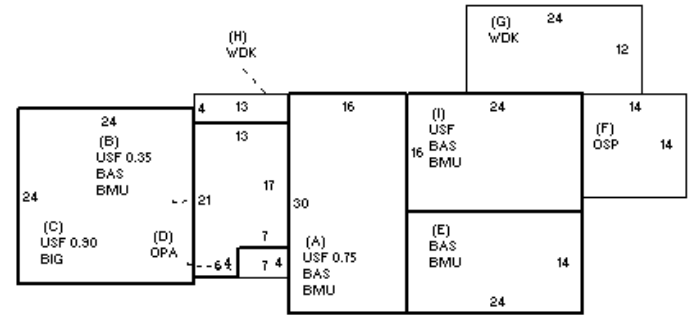 (G)
WDK
24
12
(H)
WDK
4
13
16
24
14
24
(B)
USF 0.35
BAS
BMU
13
(I)
USF
BAS
BMU
16
(F)
OSP
14
24
21
17
30
(C)
USF 0.90
BIG
(D)
OPA
7
6
4
7
4
(A)
USF 0.75
BAS
BMU
(E)
BAS
BMU
14
24